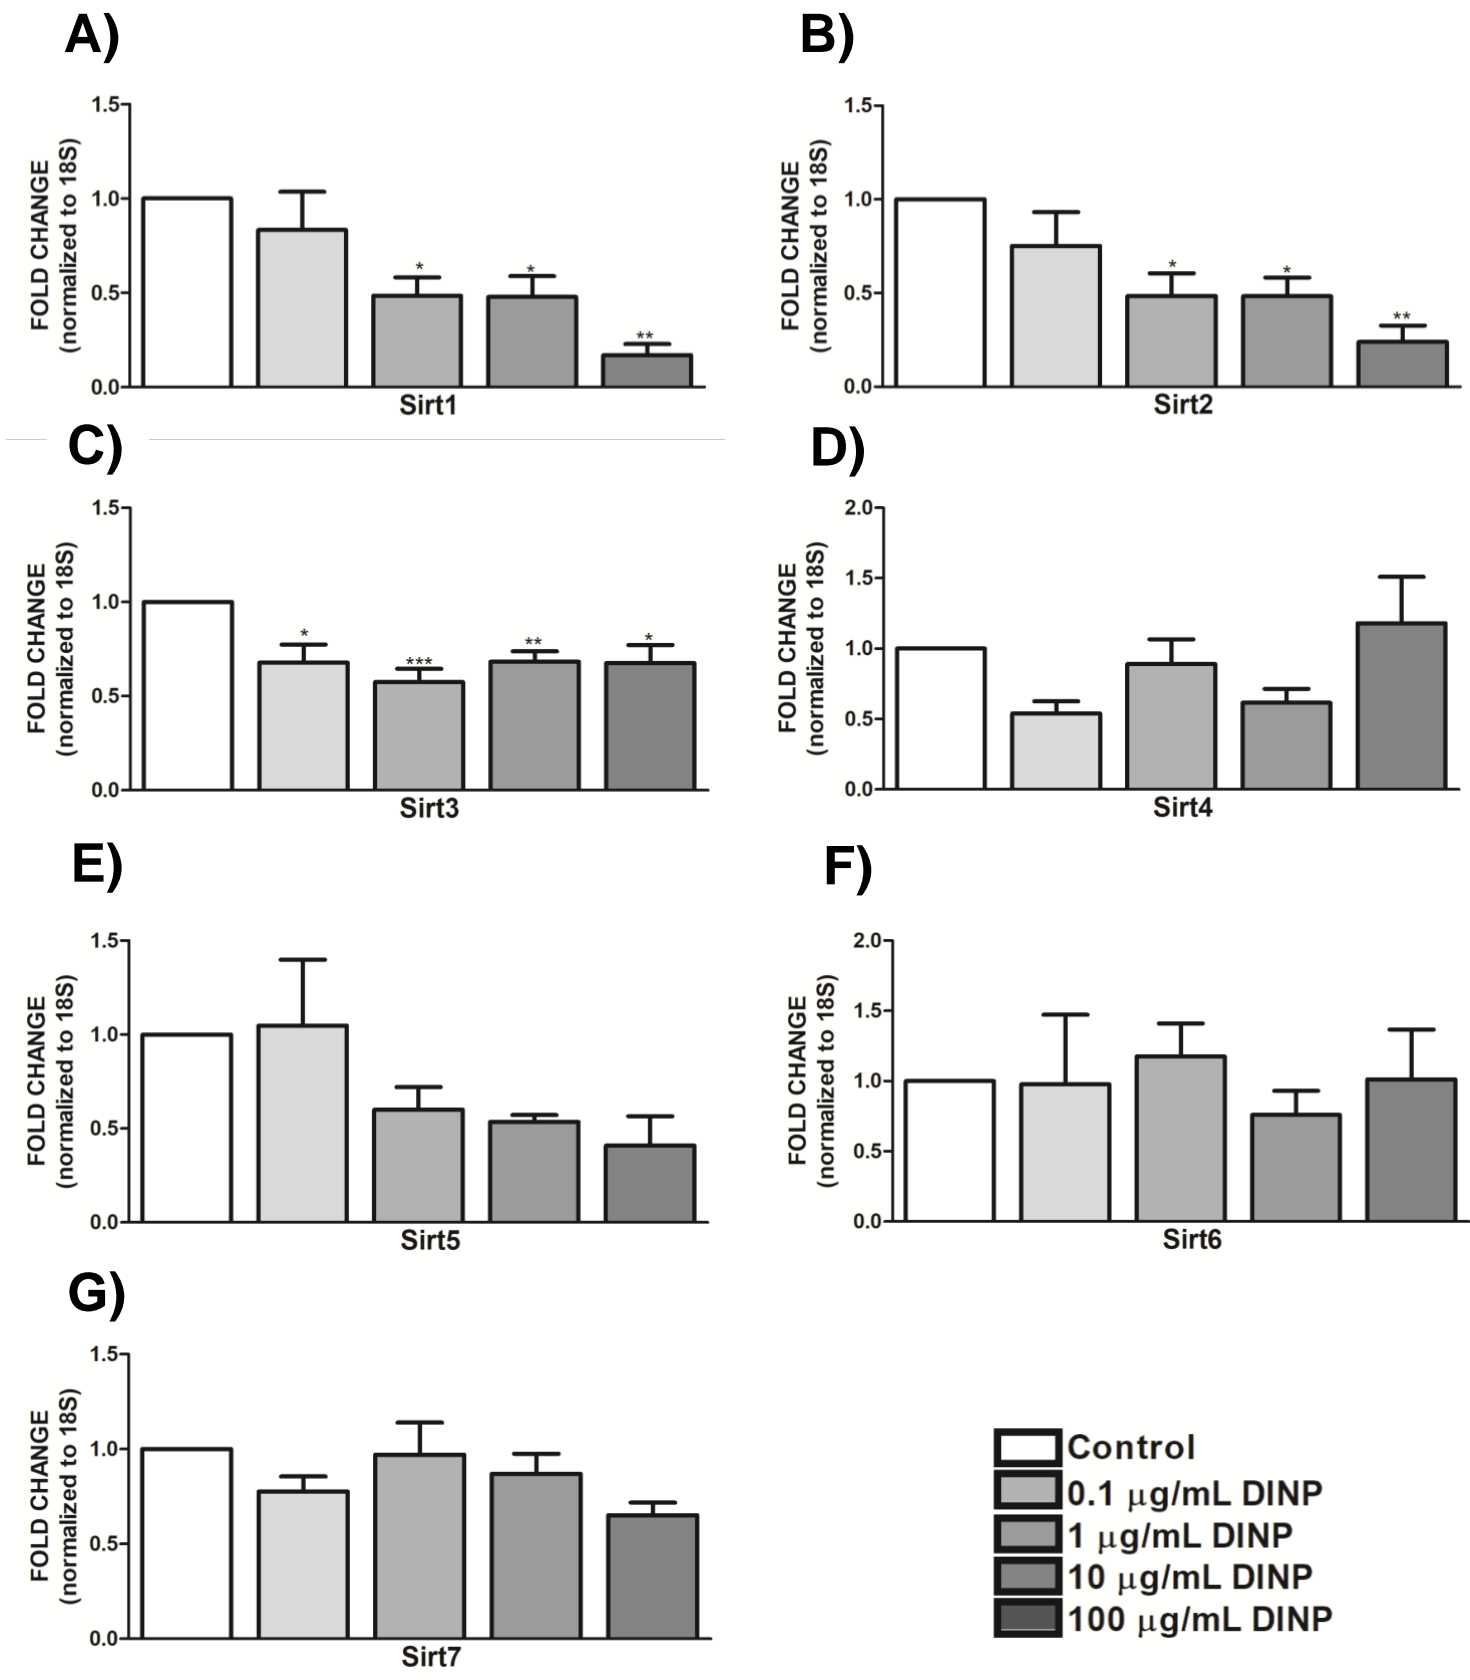 A)
B)
FOLD CHANGE
(normalized to 18S)
1.5
1.0
0.5
0.0
*
*
**
Sirt1
FOLD CHANGE
(normalized to 18S)
1.5
1.0
0.5
0.0
*
*
**
Sirt2
C)
D)
FOLD CHANGE
(normalized to 18S)
1.5
1.0
0.5
0.0
*
***
**
*
Sirt3
FOLD CHANGE
(normalized to 18S)
2.0
1.5
1.0
0.5
0.0
Sirt4
E)
F)
FOLD CHANGE
(normalized to 18S)
1.5
1.0
0.5
0.0
Sirt5
FOLD CHANGE
(normalized to 18S)
2.0
1.5
1.0
0.5
0.0
Sirt6
G)
FOLD CHANGE
(normalized to 18S)
1.5
1.0
0.5
0.0
Sirt7
Control
0.1 μg/mL DINP
1 μg/mL DINP
10 μg/mL DINP
100 μg/mL DINP